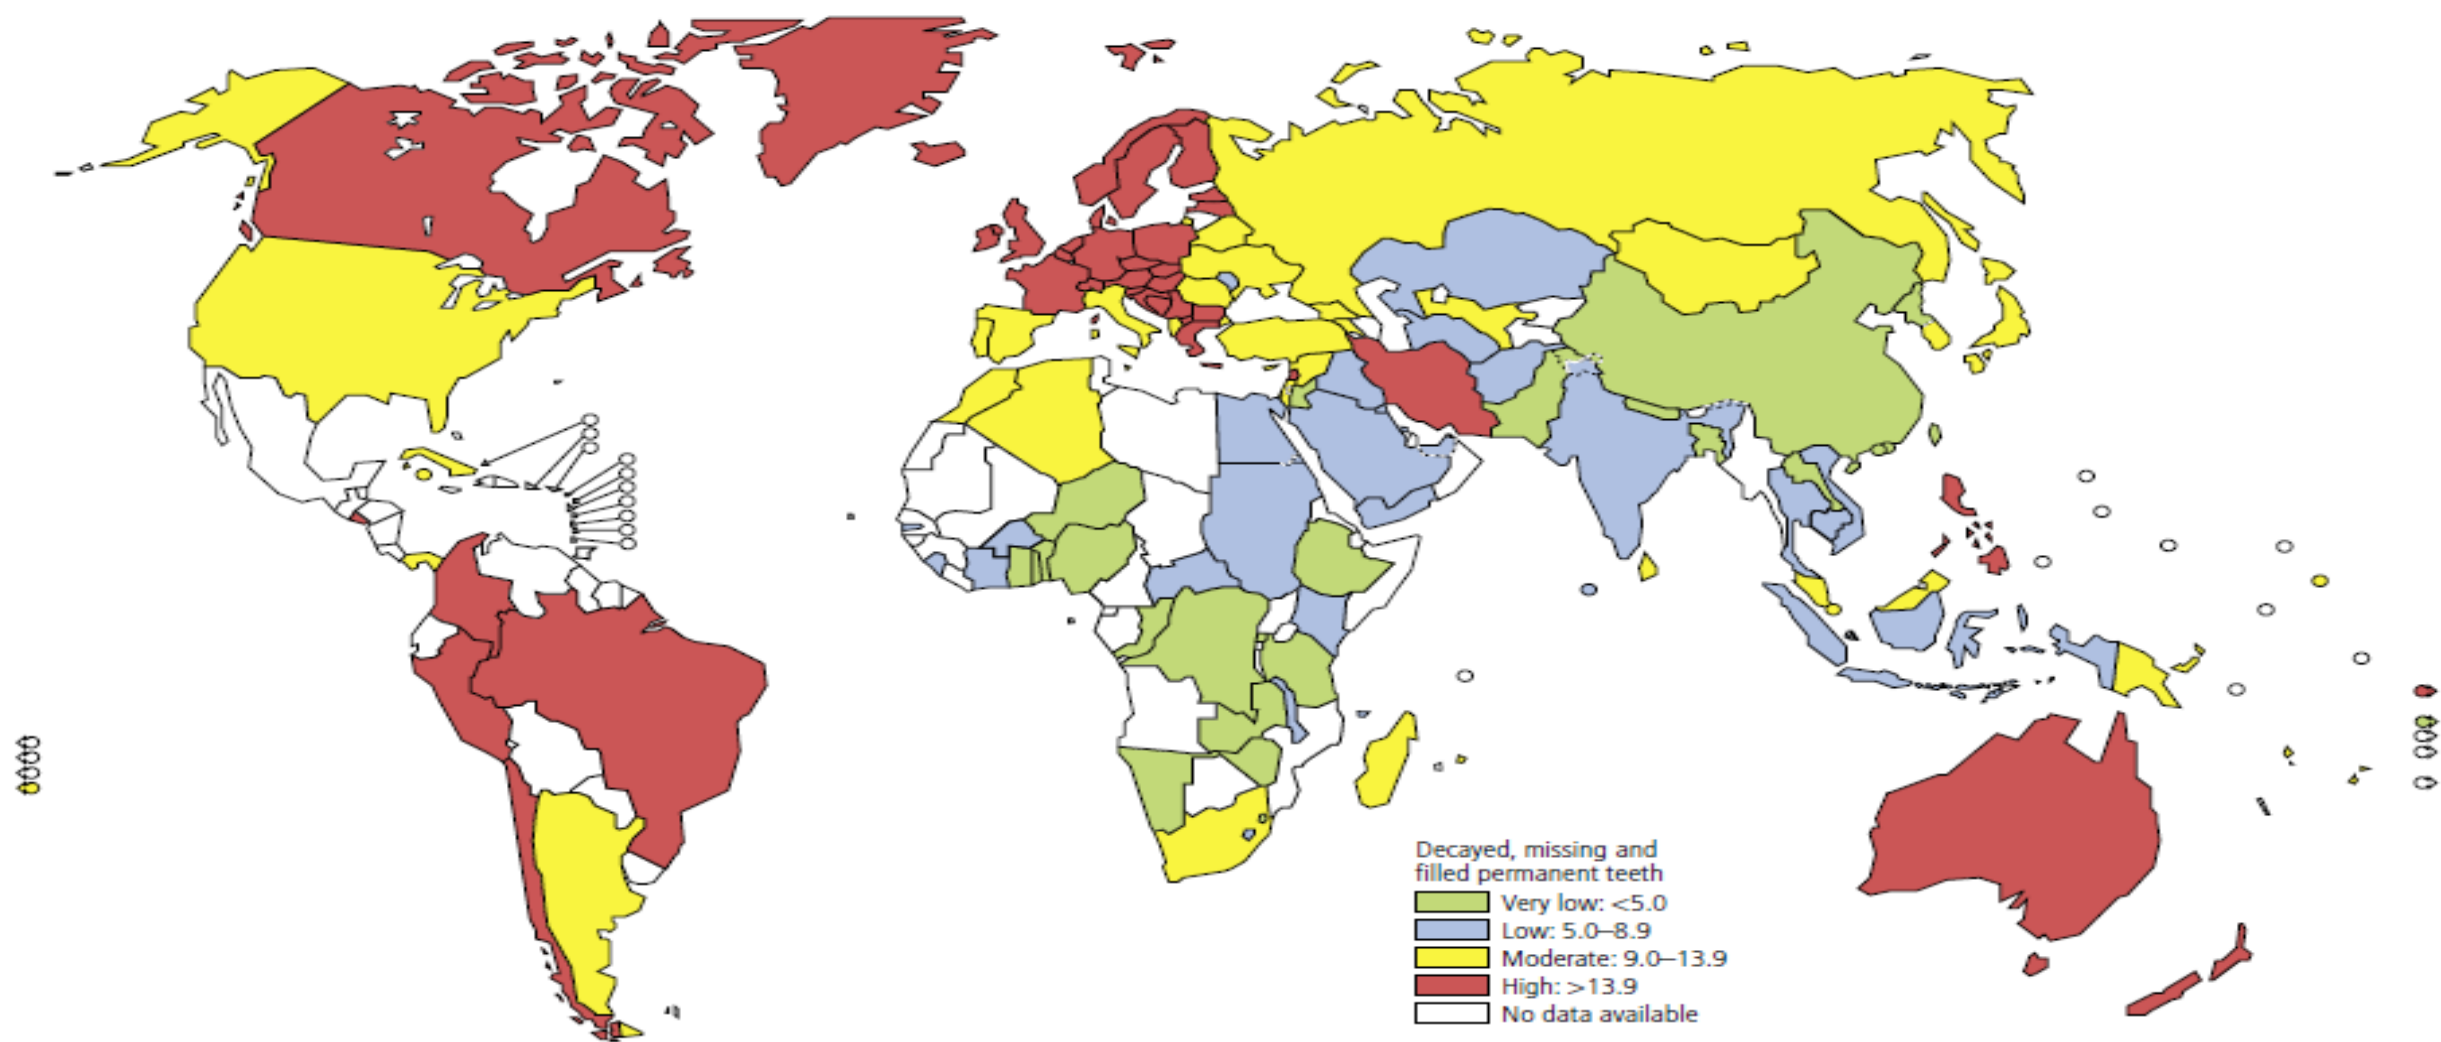 Decayed, missing and
filled permanent teeth
Very low: <5.0
Low: 5.0–8.9
Moderate: 9.0–13.9
High: >13.9
No data available